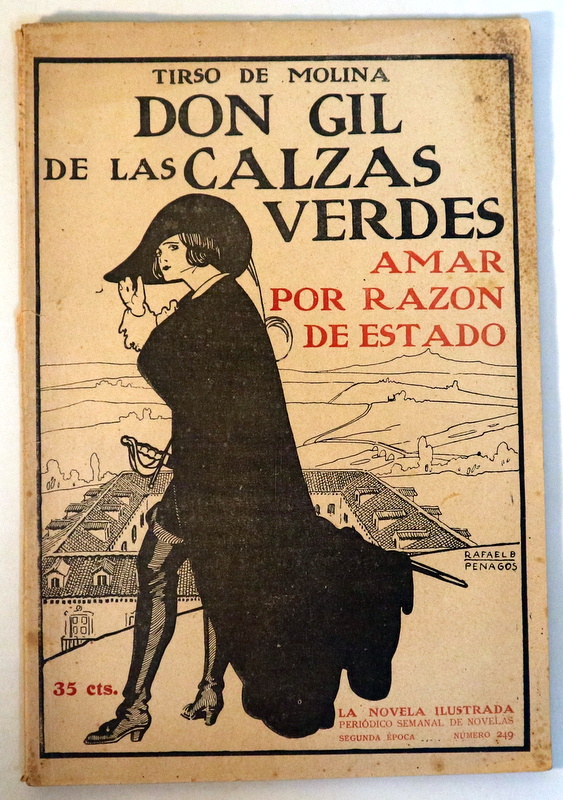 TIRSO DE MOLINA
DON GIL
DE LAS CALZAS
VERDES
AMAR
POR RAZON
DE ESTADO
RAFAEL D
PENAGOS
35 cts.
LA NOVELA ILUSTRADA
PERIÓDICO SEMANAL DE NOVELAS
SEGUNDA ÉPOCA ..... NÚMERO 249